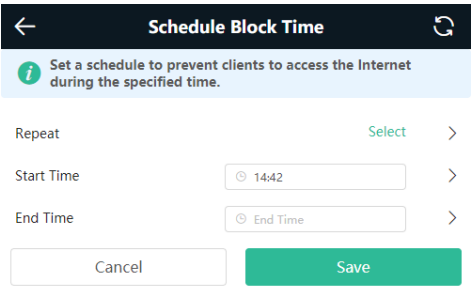 Schedule Block Time
Set a schedule to prevent clients to access the Internet
during the specified time.
Repeat Select
Start Time 14:42
End Time End Time
Cancel Save